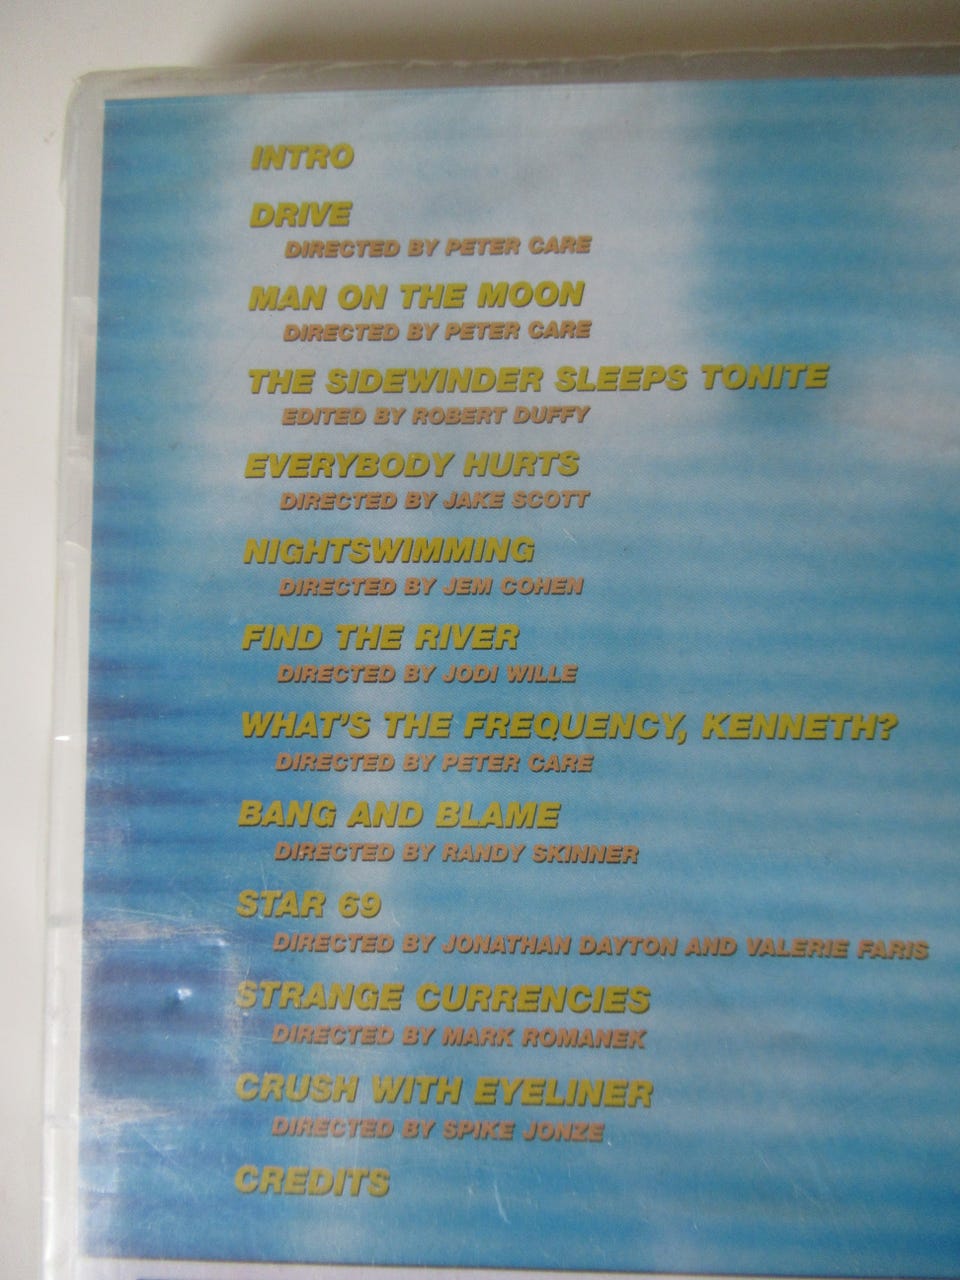 INTRO
DRIVE
DIRECTED BY PETER CARE
MAN ON THE MOON
DIRECTED BY PETER CARE
THE SIDEWINDER SLEEPS TONITE
EDITED BY ROBERT DUFFY
EVERYBODY HURTS
DIRECTED BY JAKE SCOTT
NIGHTSWIMMING
DIRECTED BY JEM COHEN
FIND THE RIVER
DIRECTED BY JODI WILLE
WHAT'S THE FREQUENCY, KENNETH?
DIRECTED BY PETER CARE
BANG AND BLAME
DIRECTED BY RANDY SKINNER
STAR 69
DIRECTED BY JONATHAN DAYTON AND VALERIE FARIS
STRANGE CURRENCIES
DIRECTED BY MARK ROMANEK
CRUSH WITH EYELINER
DIRECTED BY SPIKE JONZE
CREDITS